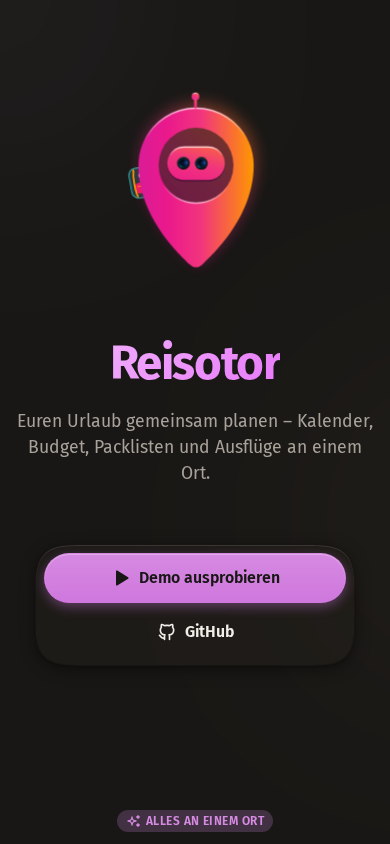 Reisotor
Euren Urlaub gemeinsam planen – Kalender,
Budget, Packlisten und Ausflüge an einem
Ort.
Demo ausprobieren
GitHub
ALLES AN EINEM ORT